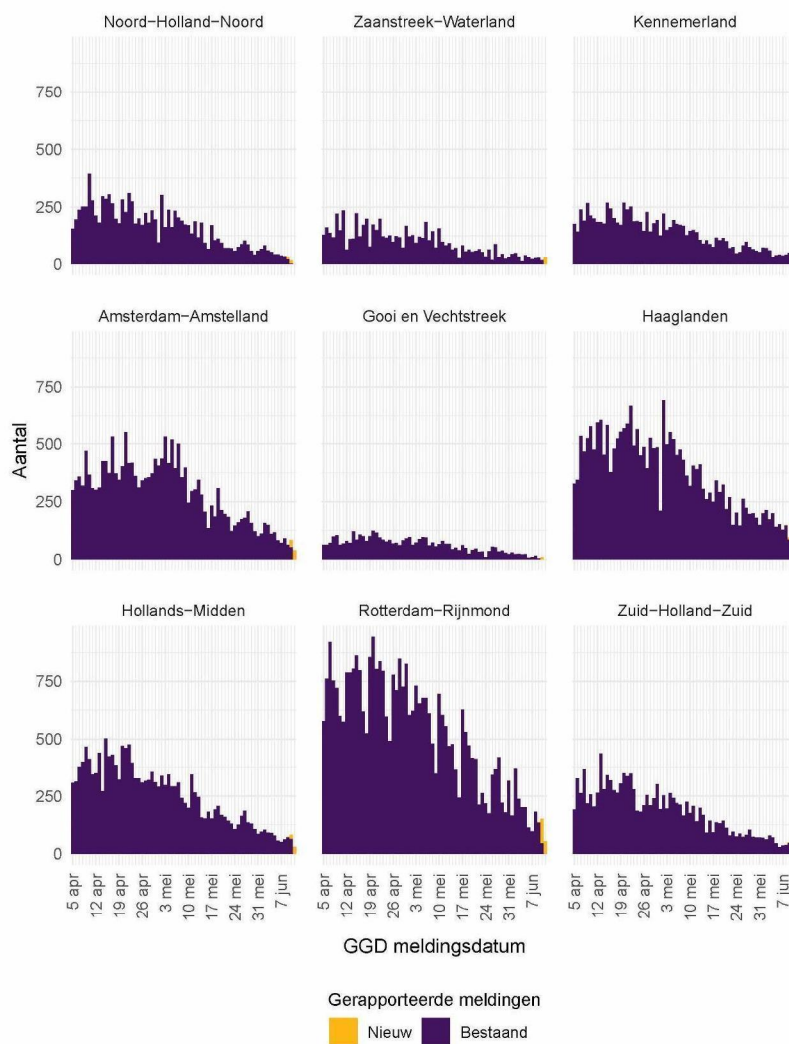 Noord−Holland−Noord Zaanstreek−Waterland Kennemerland
750
500
250
0
Amsterdam−Amstelland Gooi en Vechtstreek Haaglanden
Aantal
750
500
250
0
Hollands−Midden Rotterdam−Rijnmond Zuid−Holland−Zuid
750
500
250
0
5 apr 12 apr 19 apr 26 apr 3 mei 10 mei 17 mei 24 mei 31 mei 7 jun 5 apr 12 apr 19 apr 26 apr 3 mei 10 mei 17 mei 24 mei 31 mei 7 jun 5 apr 12 apr 19 apr 26 apr 3 mei 10 mei 17 mei 24 mei 31 mei 7 jun
GGD meldingsdatum
Gerapporteerde meldingen
Nieuw Bestaand